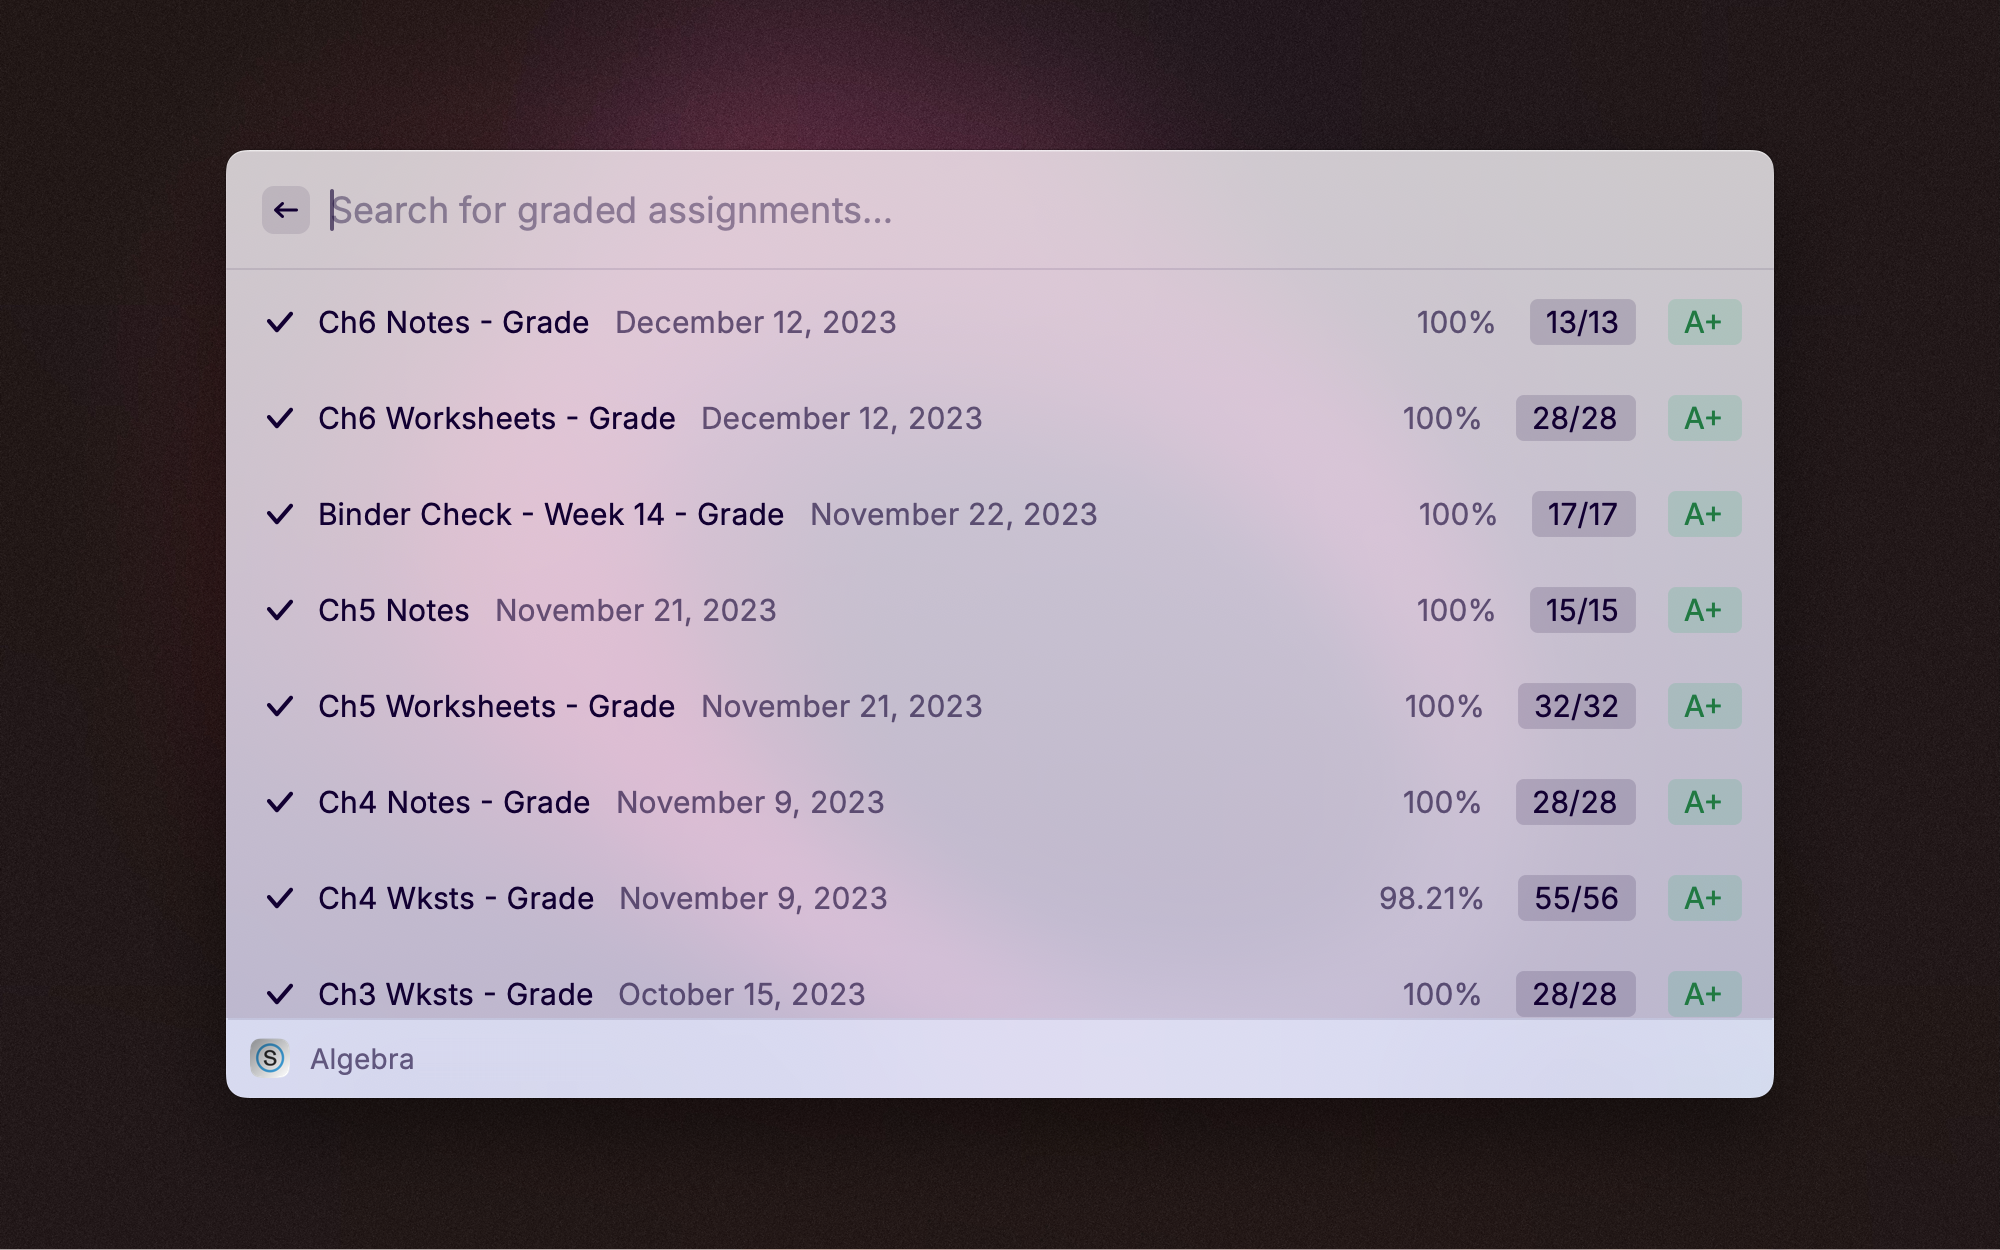 Search for graded assignments...
Ch6 Notes - Grade December 12, 2023 100% 13/13 A+
Ch6 Worksheets - Grade December 12, 2023 100% 28/28 A+
Binder Check - Week 14 - Grade November 22, 2023 100% 17/17 A+
Ch5 Notes November 21, 2023 100% 15/15 A+
Ch5 Worksheets - Grade November 21, 2023 100% 32/32 A+
Ch4 Notes - Grade November 9, 2023 100% 28/28 A+
Ch4 Wksts - Grade November 9, 2023 98.21% 55/56 A+
Ch3 Wksts - Grade October 15, 2023 100% 28/28 A+
S Algebra